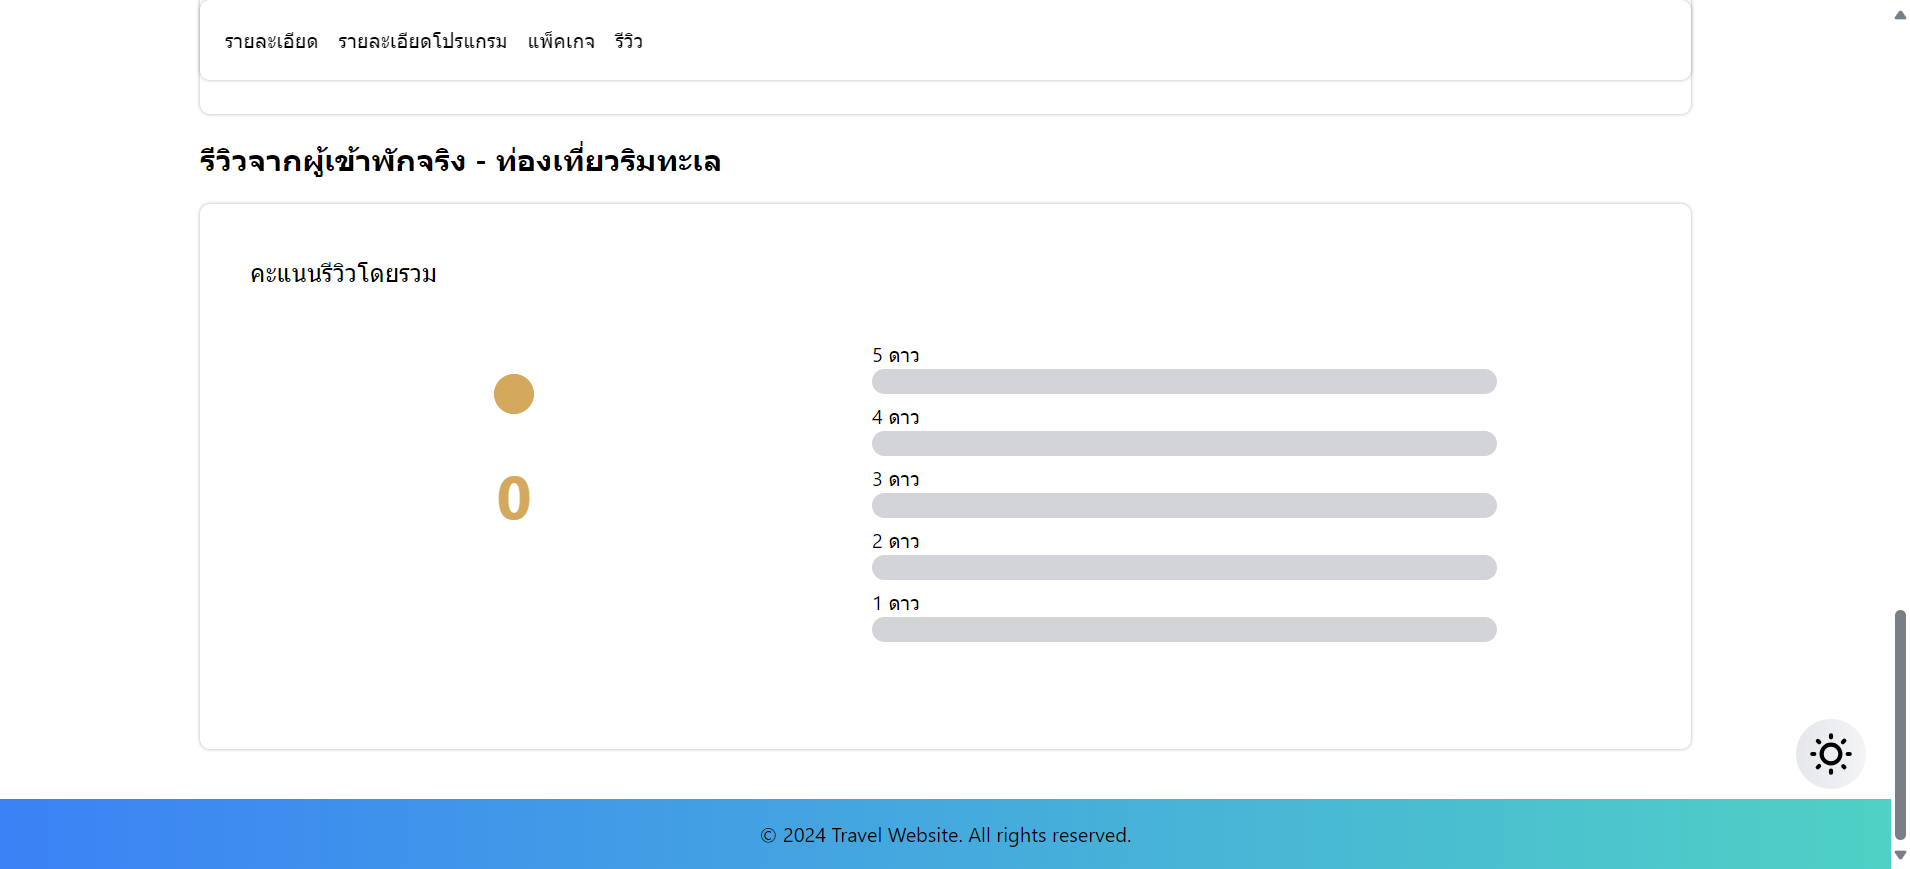 รายละเอียด รายละเอียดโปรแกรม แพ็คเกจ รีวิว
รีวิวจากผู้เข้าพักจริง - ท่องเที่ยวริมทะเล
คะแนนรีวิวโดยรวม
0
5 ดาว
4 ดาว
3 ดาว
2 ดาว
1 ดาว
© 2024 Travel Website. All rights reserved.